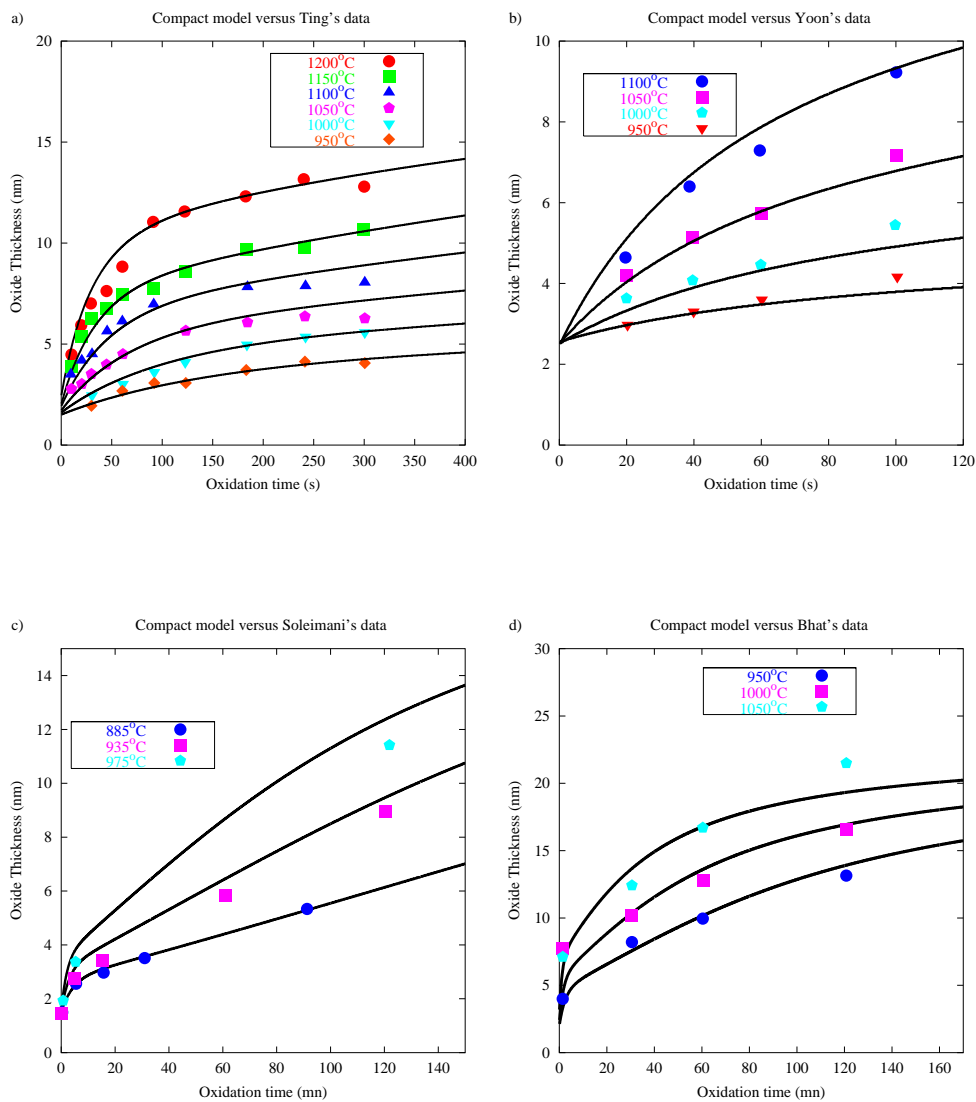 a) Compact model versus Ting's data
20
15
10
5
0
0 50 100 150 200 250 300 350 400
Oxide Thickness (nm)
Oxidation time (s)
1200°C
1150°C
1100°C
1050°C
1000°C
950°C
b) Compact model versus Yoon's data
10
8
6
4
2
0
0 20 40 60 80 100 120
Oxide Thickness (nm)
Oxidation time (s)
1100°C
1050°C
1000°C
950°C
c) Compact model versus Soleimani's data
14
12
10
8
6
4
2
0
0 20 40 60 80 100 120 140
Oxide Thickness (nm)
Oxidation time (mn)
885°C
935°C
975°C
d) Compact model versus Bhat's data
30
25
20
15
10
5
0
0 20 40 60 80 100 120 140 160
Oxide Thickness (nm)
Oxidation time (mn)
950°C
1000°C
1050°C